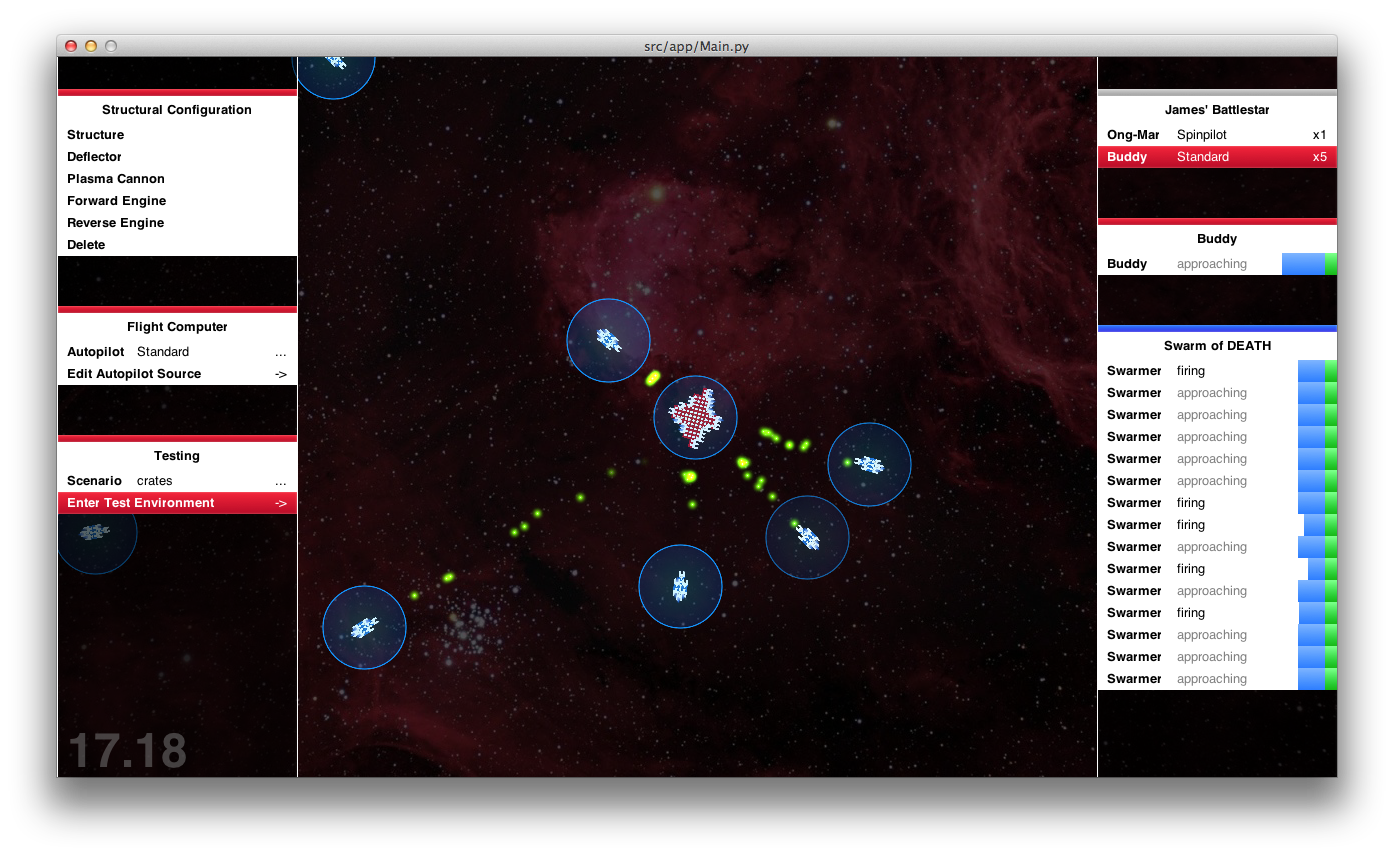 src/app/Main.py
Structural Configuration
Structure
Deflector
Plasma Cannon
Forward Engine
Reverse Engine
Delete
Flight Computer
Autopilot Standard ...
Edit Autopilot Source ->
Testing
Scenario crates ...
Enter Test Environment ->
17.18
James' Battlestar
Ong-Mar Spinpilot x1
Buddy Standard x5
Buddy
Buddy approaching
Swarm of DEATH
Swarmer firing
Swarmer approaching
Swarmer approaching
Swarmer approaching
Swarmer approaching
Swarmer approaching
Swarmer firing
Swarmer firing
Swarmer approaching
Swarmer firing
Swarmer approaching
Swarmer firing
Swarmer approaching
Swarmer approaching
Swarmer approaching